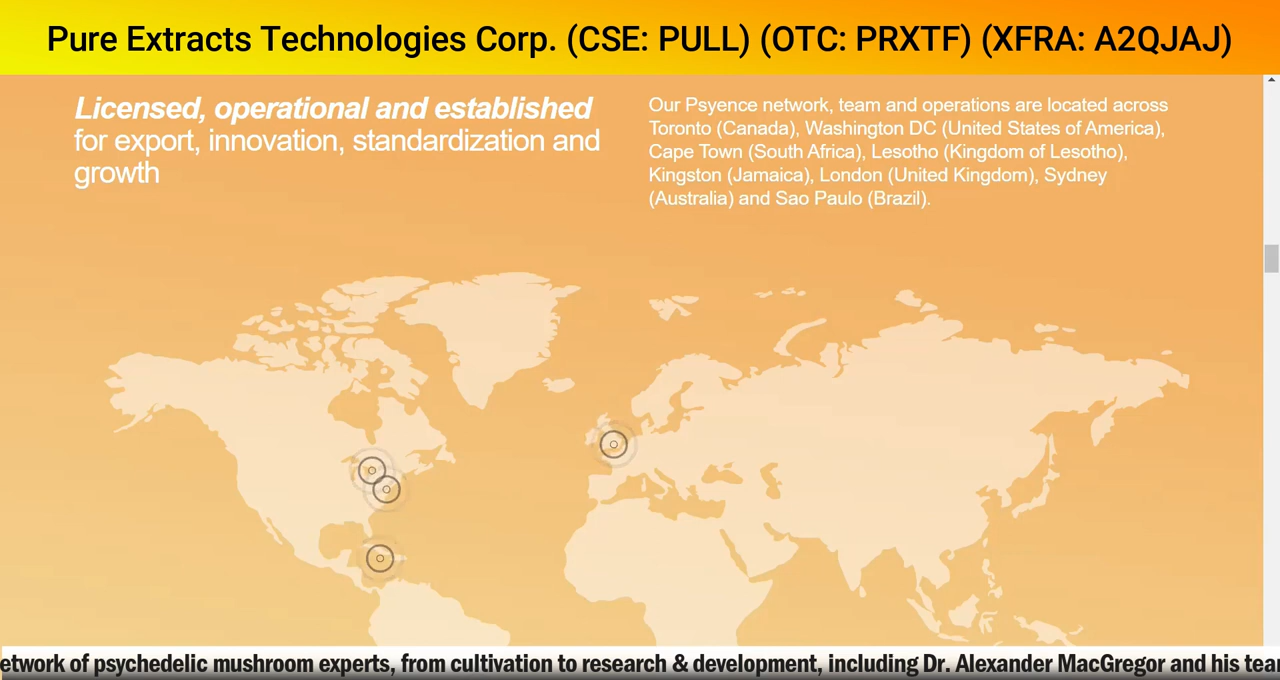 Pure Extracts Technologies Corp. (CSE: PULL) (OTC: PRXTF) (XFRA: A2QJAJ)
Licensed, operational and established
for export, innovation, standardization and
growth
Our Psyence network, team and operations are located across
Toronto (Canada), Washington DC (United States of America),
Cape Town (South Africa), Lesotho (Kingdom of Lesotho),
Kingston (Jamaica), London (United Kingdom), Sydney
(Australia) and Sao Paulo (Brazil).
etwork of psychedelic mushroom experts, from cultivation to research & development, including Dr. Alexander MacGregor and his tea